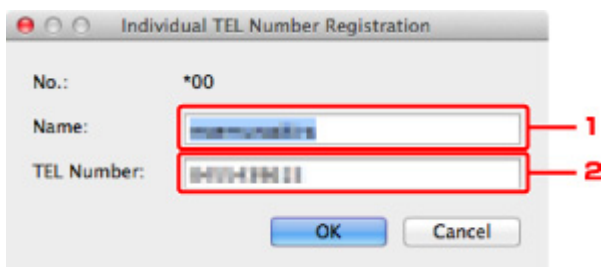 Individual TEL Number Registration
No.: *00
Name: 1
TEL Number: 2
OK Cancel